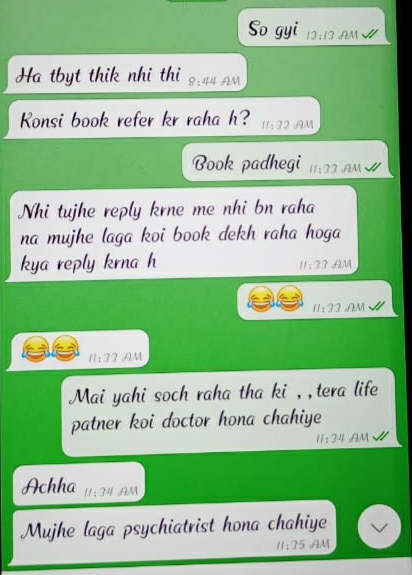 So gyi 12:12 AM
Ha tbyt thik nhi thi 8:44 AM
Konsi book refer kr raha h? 11:32 AM
Book padhegi 11:33 AM
Nhi tujhe reply krne me nhi bn raha
na mujhe laga koi book dekh raha hoga
kya reply krna h
11:33 AM
😂😂 11:33 AM
😂😂 11:33 AM
Mai yahi soch raha tha ki , , tera life
patner koi doctor hona chahiye
11:34 AM
Achha 11:34 AM
Mujhe laga psychiatrist hona chahiye
11:35 AM